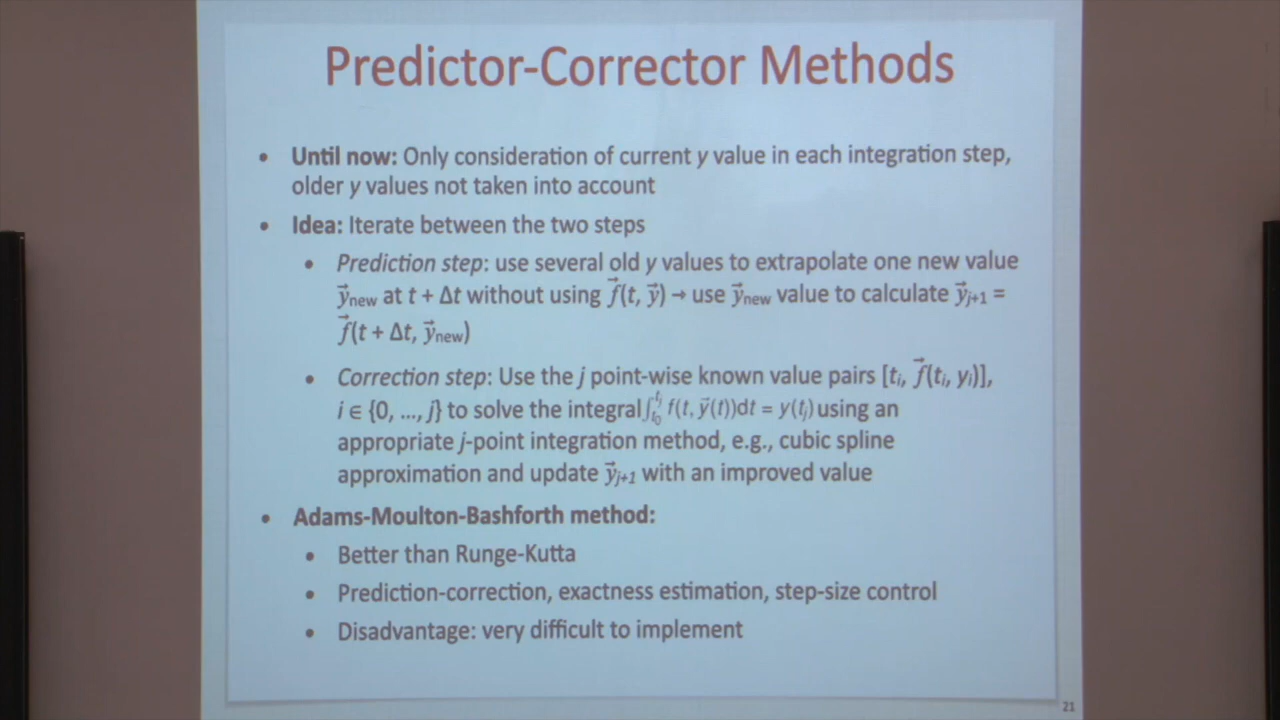 Predictor-Corrector Methods
• Until now: Only consideration of current y value in each integration step,
older y values not taken into account
• Idea: Iterate between the two steps
• Prediction step: use several old y values to extrapolate one new value
y⃗new at t + Δt without using f⃗(t, y⃗) → use y⃗new value to calculate y⃗j+1 =
f⃗(t + Δt, y⃗new)
• Correction step: Use the j point-wise known value pairs [ti, f⃗(ti, yi)],
i ∈ {0, ..., j} to solve the integral ∫t0tj f(t, y⃗(t))dt = y(tj) using an
appropriate j-point integration method, e.g., cubic spline
approximation and update y⃗j+1 with an improved value
• Adams-Moulton-Bashforth method:
• Better than Runge-Kutta
• Prediction-correction, exactness estimation, step-size control
• Disadvantage: very difficult to implement
21